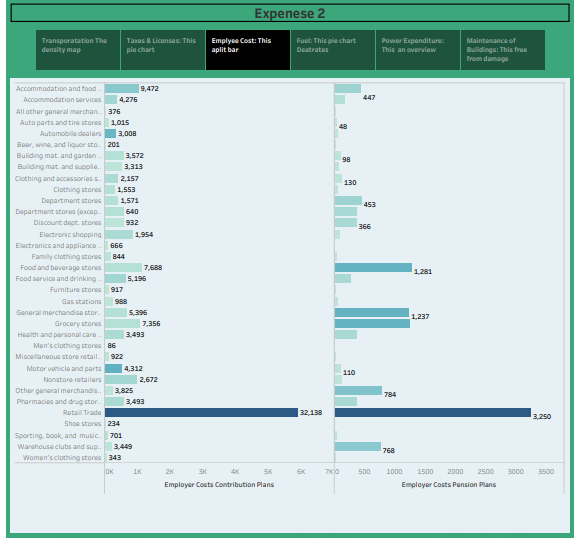 Expenese 2
Transporatation The
density map
Taxes & Licenses: This
pie chart
Emplyee Cost: This
aplit bar
Fuel: This pie chart
Deatrates
Power Expenditure:
This an overview
Maintenance of
Buildings: This free
from damage
Accommodation and food .. 9,472
Accommodation services 4,276 447
All other general merchan.. 376
Auto parts and tire stores 1,015 48
Automobile dealers 3,008
Beer, wine, and liquor sto.. 201
Building mat. and garden .. 3,572 98
Building mat. and supplie.. 3,313
Clothing and accessories s.. 2,157 130
Clothing stores 1,553
Department stores 1,571 453
Department stores (excep.. 640
Discount dept. stores 932 366
Electronic shopping 1,954
Electronics and appliance .. 666
Family clothing stores 844
Food and beverage stores 7,688 1,281
Food service and drinking .. 5,196
Furniture stores 917
Gas stations 988
General merchandise stor.. 5,396 1,237
Grocery stores 7,356
Health and personal care .. 3,493
Men's clothing stores 86
Miscellaneous store retail.. 922
Motor vehicle and parts 4,312 110
Nonstore retailers 2,672
Other general merchandis.. 3,825 784
Pharmacies and drug stor.. 3,493
Retail Trade 32,138 3,250
Shoe stores 234
Sporting, book, and music.. 701
Warehouse clubs and sup.. 3,449 768
Women's clothing stores 343
0K 1K 2K 3K 4K 5K 6K 7K 0 500 1000 1500 2000 2500 3000 3500
Employer Costs Contribution Plans Employer Costs Pension Plans